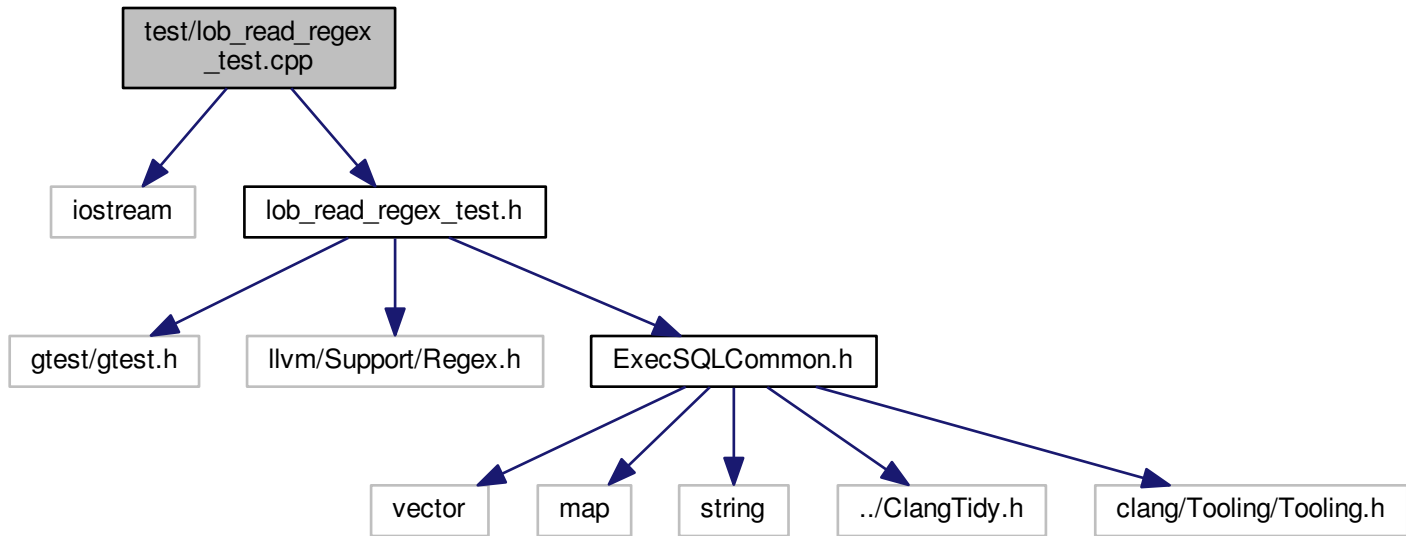 test/lob_read_regex
_test.cpp
iostream
lob_read_regex_test.h
gtest/gtest.h
llvm/Support/Regex.h
ExecSQLCommon.h
vector
map
string
../ClangTidy.h
clang/Tooling/Tooling.h